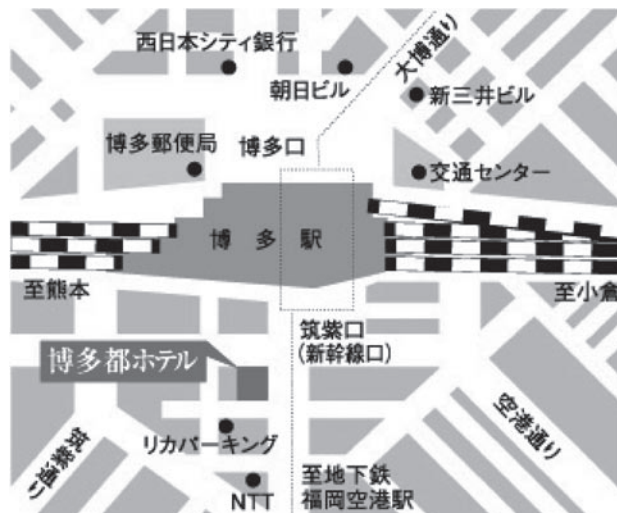 西日本シティ銀行
朝日ビル
大博通り
新三井ビル
博多郵便局
博多口
交通センター
博多駅
至熊本
至小倉
筑紫口
(新幹線口)
博多都ホテル
リカパーキング
空港通り
筑紫通り
NTT
至地下鉄
福岡空港駅